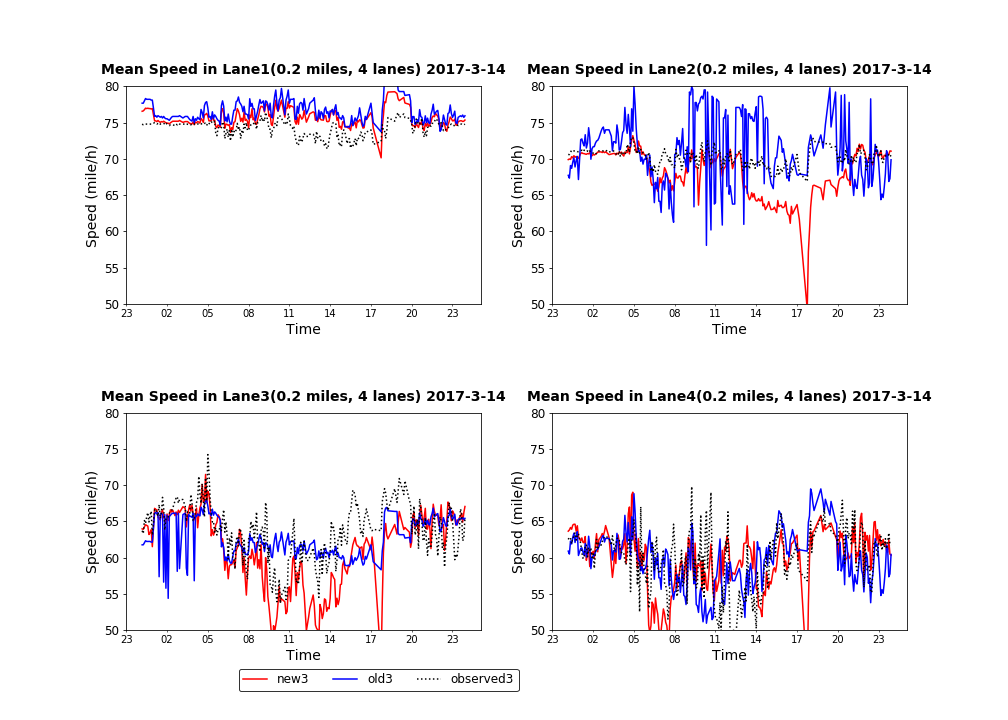 Mean Speed in Lane1(0.2 miles, 4 lanes) 2017-3-14
80
75
70
65
60
55
50
Speed (mile/h)
23 02 05 08 11 14 17 20 23
Time
Mean Speed in Lane2(0.2 miles, 4 lanes) 2017-3-14
80
75
70
65
60
55
50
Speed (mile/h)
23 02 05 08 11 14 17 20 23
Time
Mean Speed in Lane3(0.2 miles, 4 lanes) 2017-3-14
80
75
70
65
60
55
50
Speed (mile/h)
23 02 05 08 11 14 17 20 23
Time
Mean Speed in Lane4(0.2 miles, 4 lanes) 2017-3-14
80
75
70
65
60
55
50
Speed (mile/h)
23 02 05 08 11 14 17 20 23
Time
new3 old3 observed3